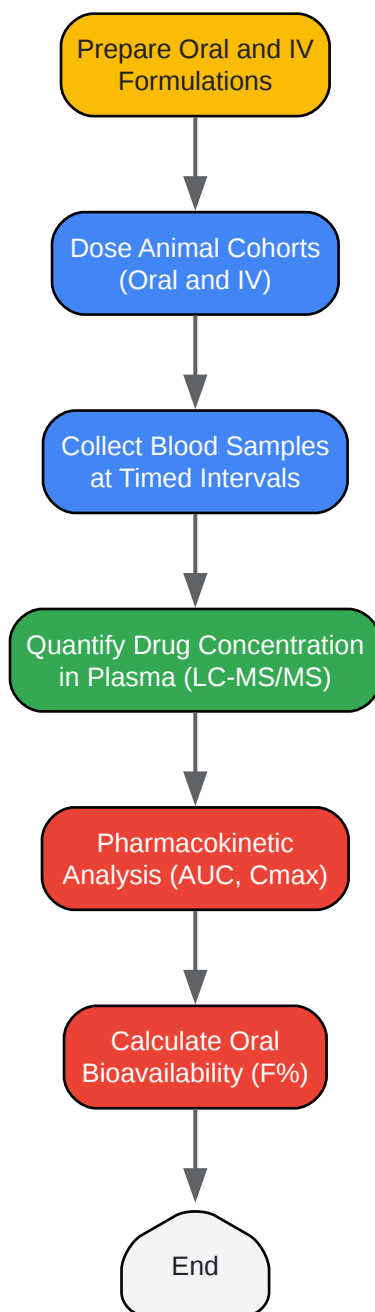 Prepare Oral and IV
Formulations
Dose Animal Cohorts
(Oral and IV)
Collect Blood Samples
at Timed Intervals
Quantify Drug Concentration
in Plasma (LC-MS/MS)
Pharmacokinetic
Analysis (AUC, Cmax)
Calculate Oral
Bioavailability (F%)
End